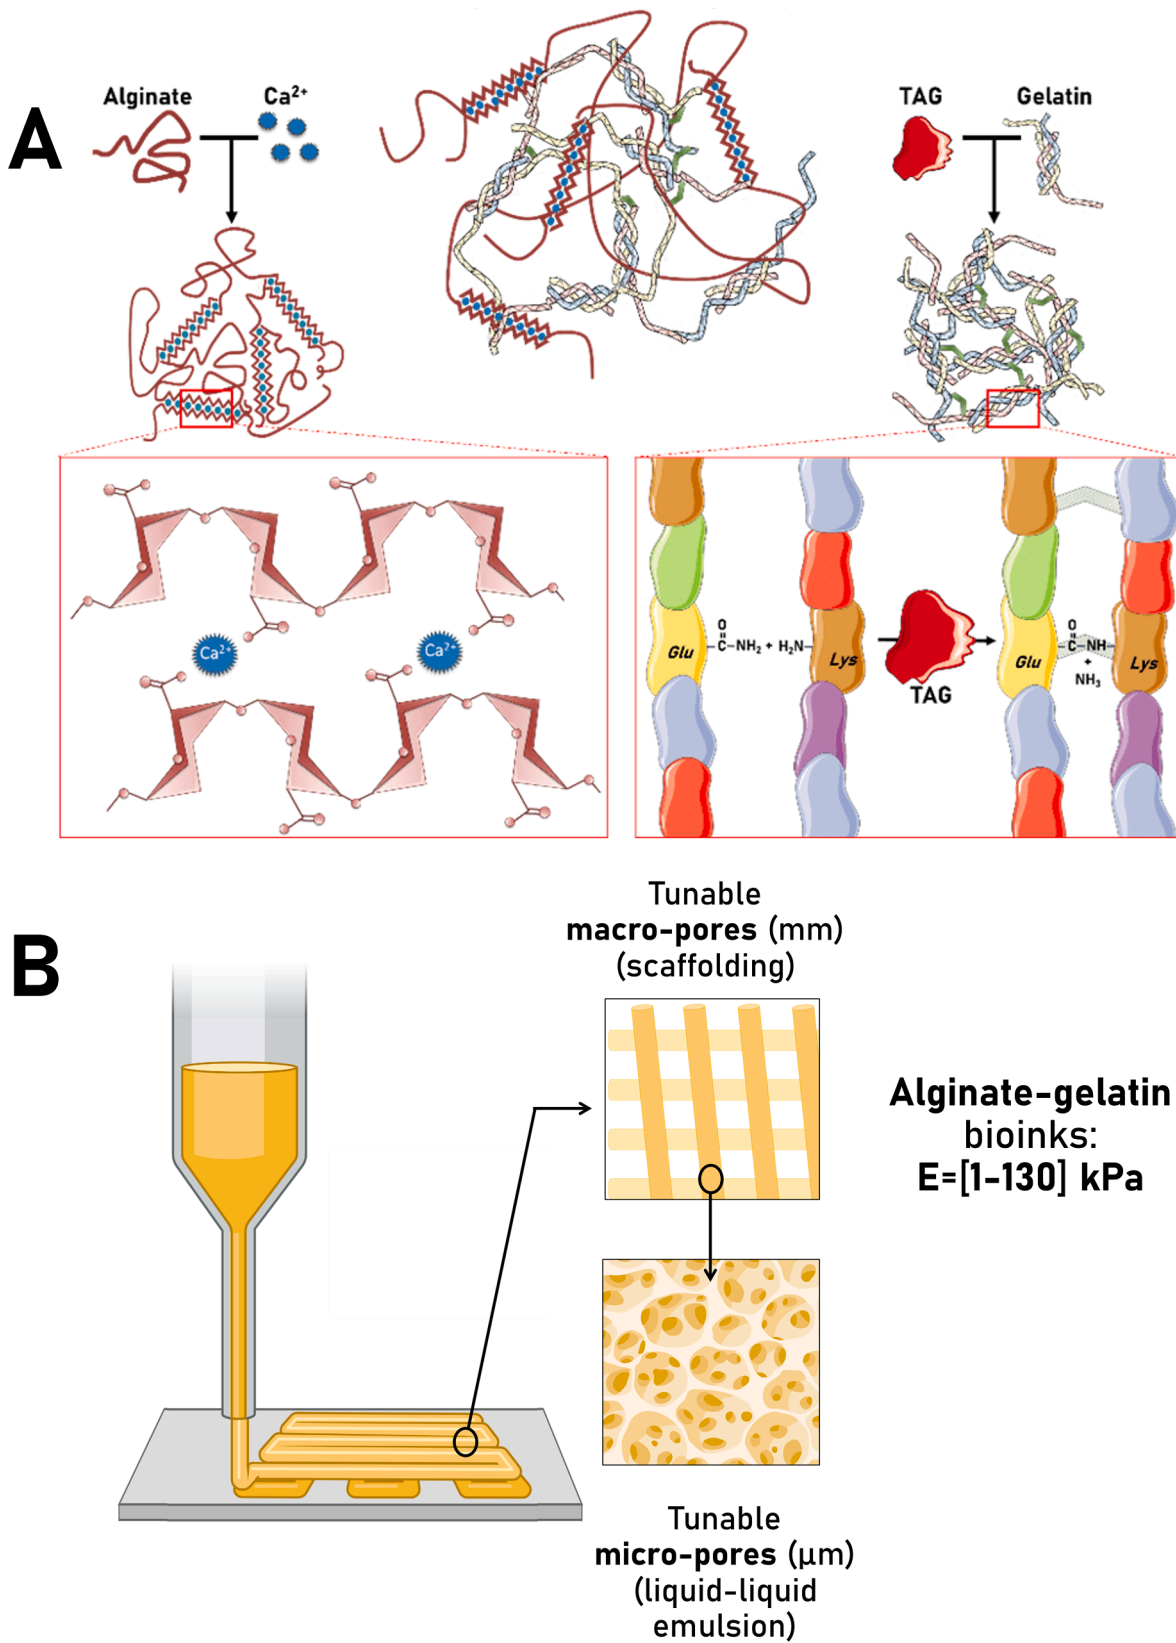 A
Alginate
Ca²⁺
TAG
Gelatin
Ca²⁺
Ca²⁺
Glu
O
C
NH₂ + H₂N
Lys
TAG
Glu
O
C
NH
+
NH₃
Lys
B
Tunable
macro-pores (mm)
(scaffolding)
Alginate-gelatin
bioinks:
E=[1-130] kPa
Tunable
micro-pores (µm)
(liquid-liquid
emulsion)